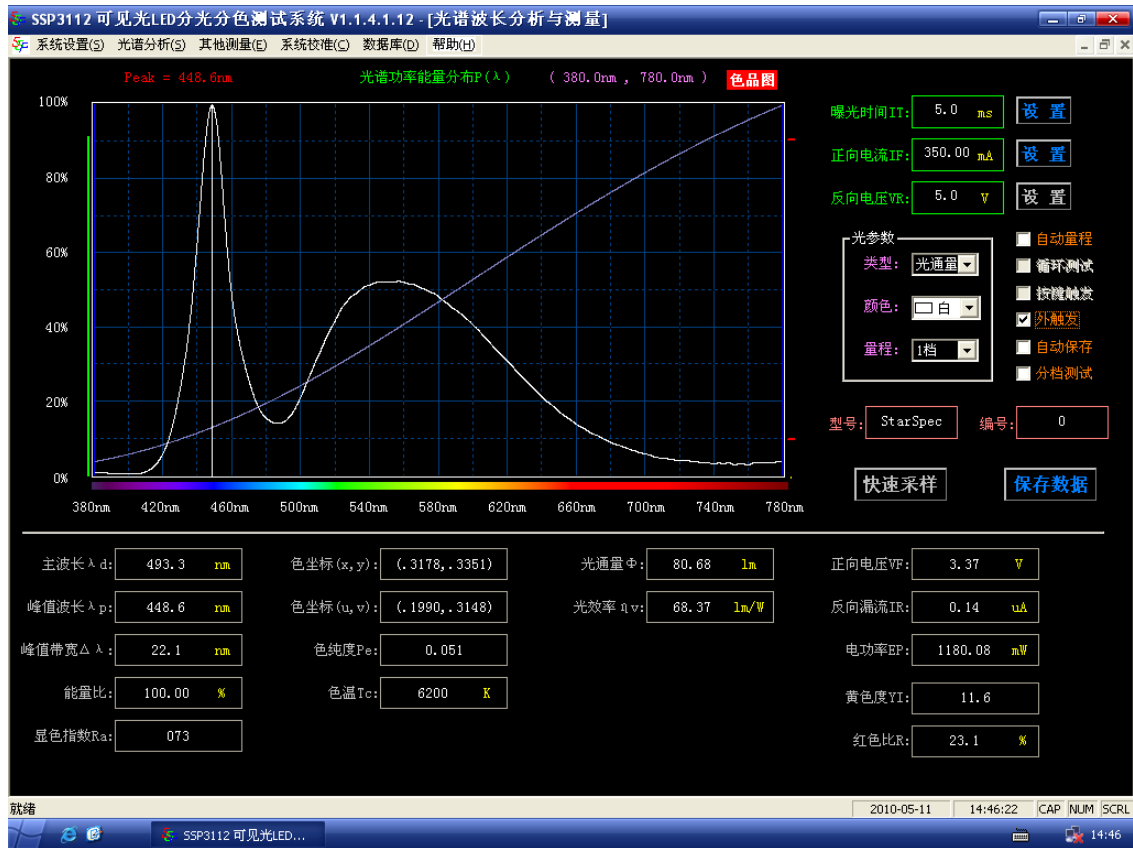 SSP3112 可见光LED分光分色测试系统 V1.1.4.1.12 - [光谱波长分析与测量]
系统设置(S) 光谱分析(S) 其他测量(E) 系统校准(C) 数据库(D) 帮助(H)
Peak = 448.6nm 光谱功率能量分布P(λ) ( 380.0nm , 780.0nm ) 色品图
100%
80%
60%
40%
20%
0%
380nm 420nm 460nm 500nm 540nm 580nm 620nm 660nm 700nm 740nm 780nm
曝光时间IT: 5.0 ms 设 置
正向电流IF: 350.00 mA 设 置
反向电压VR: 5.0 V 设 置
光参数
类型: 光通量
颜色: 白
量程: 1档
自动量程
循环测试
按键触发
外触发
自动保存
分档测试
型号: StarSpec 编号: 0
快速采样 保存数据
主波长λd: 493.3 nm 色坐标(x,y): (.3178,.3351) 光通量Φ: 80.68 lm 正向电压VF: 3.37 V
峰值波长λp: 448.6 nm 色坐标(u,v): (.1990,.3148) 光效率ηv: 68.37 lm/W 反向漏流IR: 0.14 uA
峰值带宽Δλ: 22.1 nm 色纯度Pe: 0.051 电功率EP: 1180.08 mW
能量比: 100.00 % 色温Tc: 6200 K 黄色度YI: 11.6
显色指数Ra: 073 红色比R: 23.1 %
就绪 2010-05-11 14:46:22 CAP NUM SCRL
SSP3112 可见光LED... 14:46